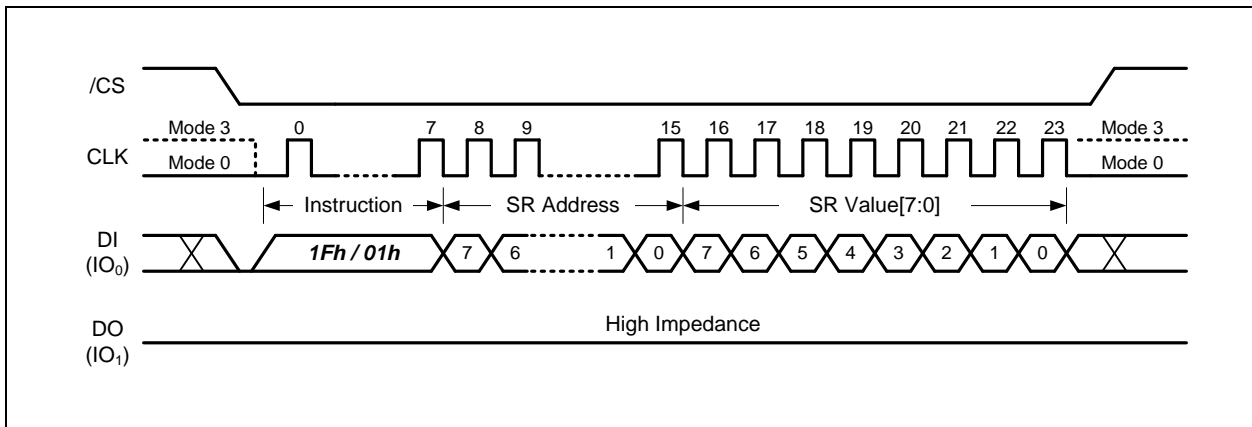 /CS
Mode 3 0 7 8 9 15 16 17 18 19 20 21 22 23 Mode 3
CLK
Mode 0 Mode 0
Instruction SR Address SR Value[7:0]
DI
(IO₀)
1Fh / 01h 7 6 1 0 7 6 5 4 3 2 1 0
High Impedance
DO
(IO₁)